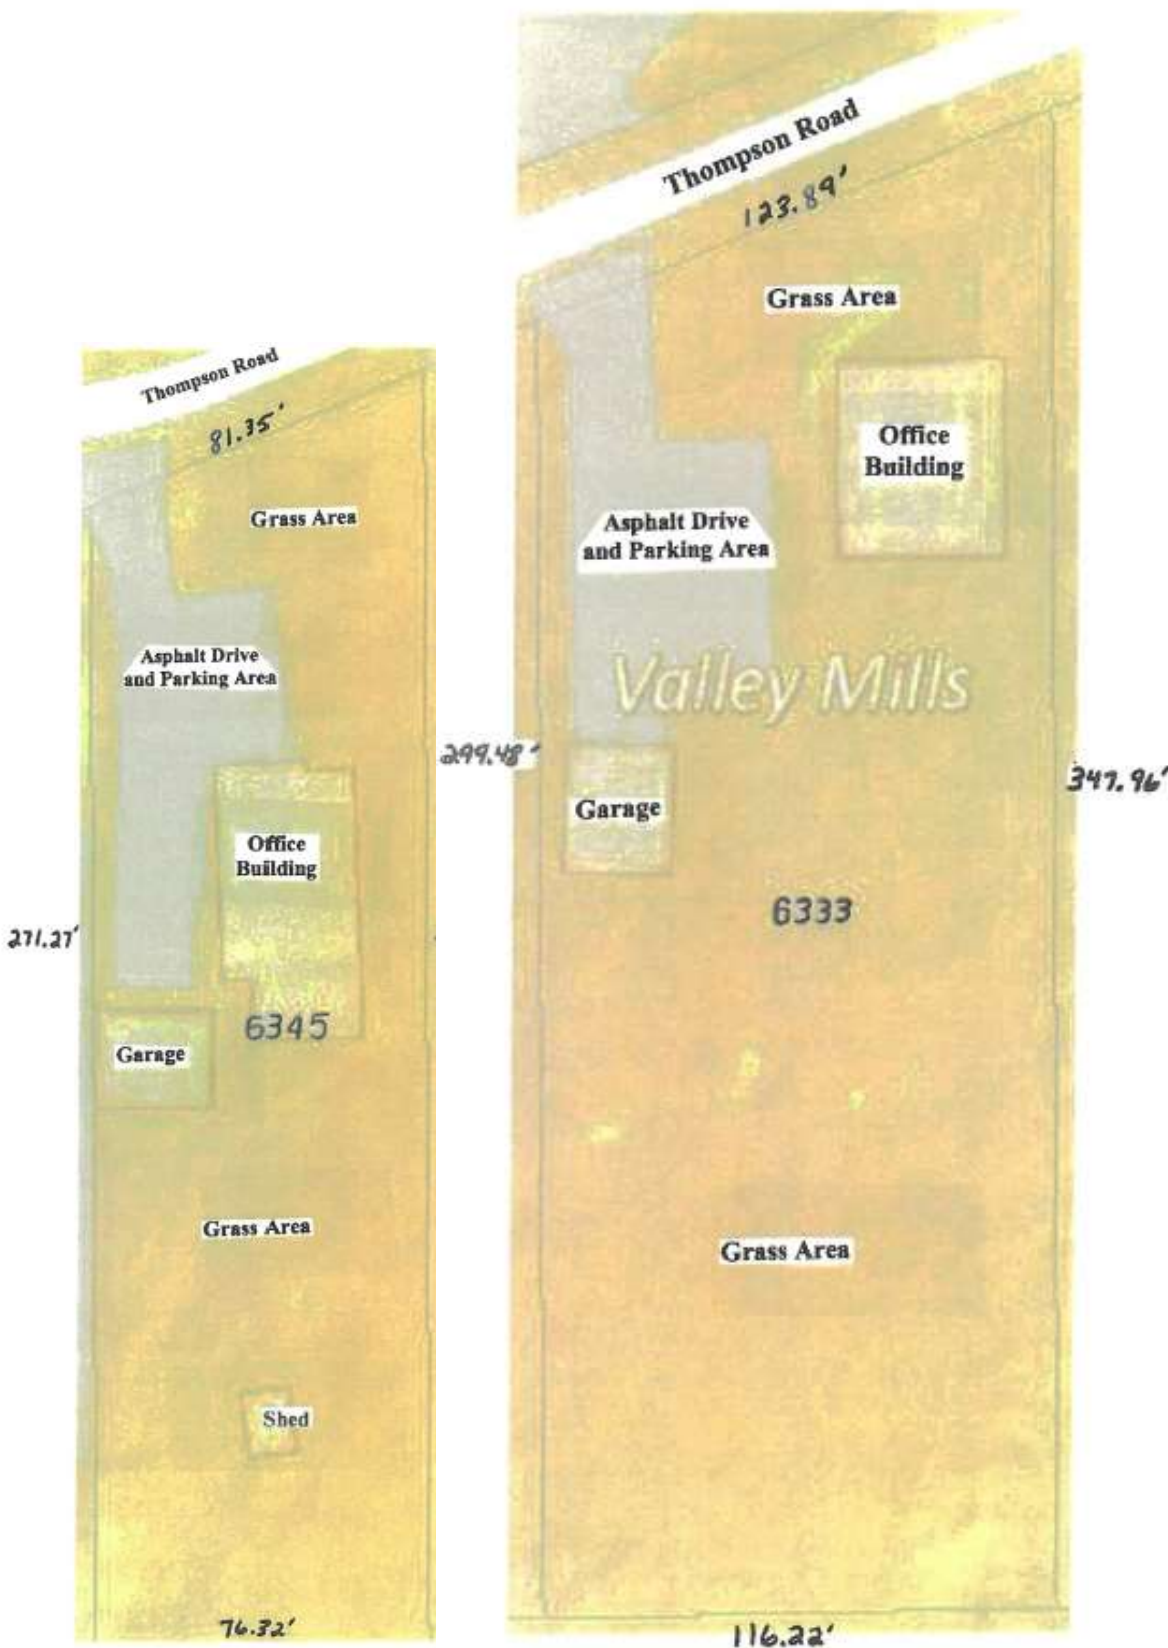 Thompson Road
81.35'
Grass Area
Asphalt Drive
and Parking Area
Office
Building
271.27'
6345
Garage
Grass Area
Shed
76.32'
299.48'
Thompson Road
123.89'
Grass Area
Office
Building
Asphalt Drive
and Parking Area
Valley Mills
Garage
347.96'
6333
Grass Area
116.22'